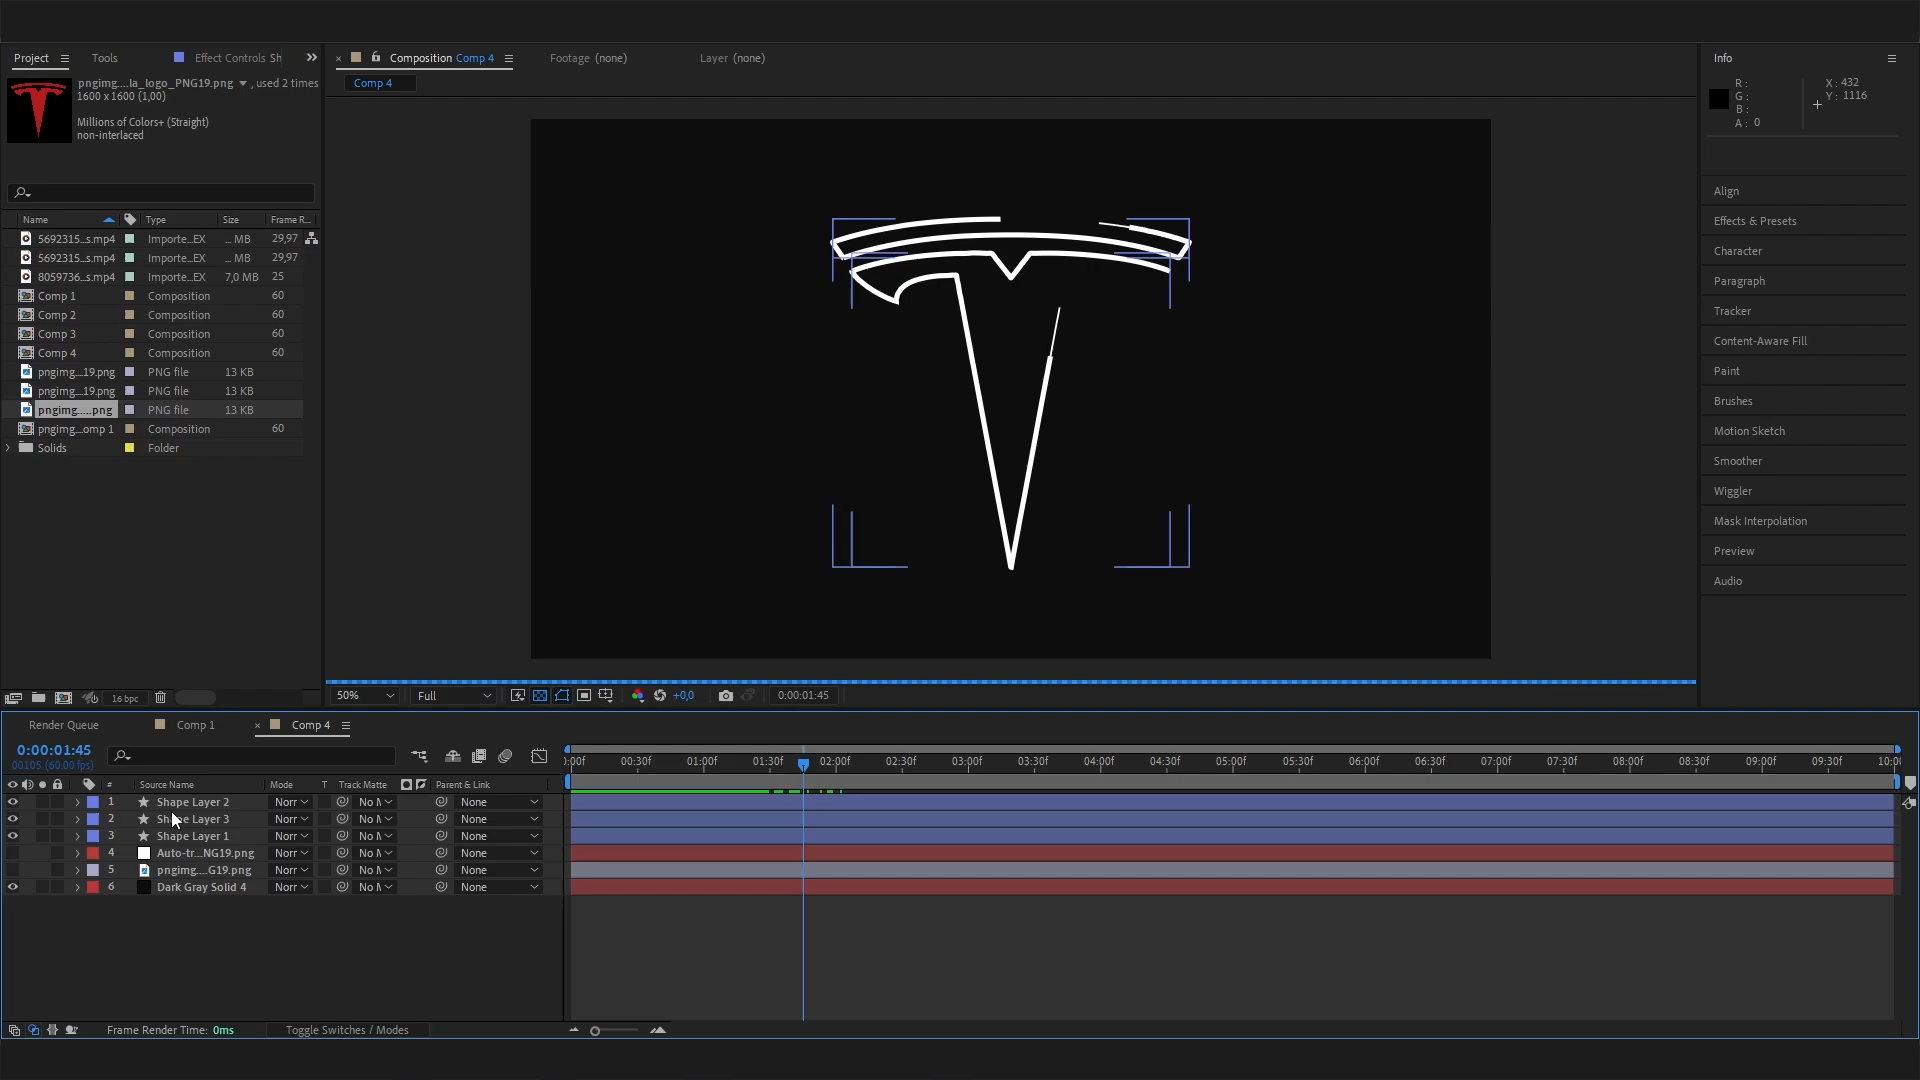 Project
Tools
Effect Controls Sh
Composition Comp 4
Footage (none)
Layer (none)
Info
pngimg....la_logo_PNG19.png ▼ , used 2 times
1600 x 1600 (1,00)
Millions of Colors+ (Straight)
non-interlaced
Comp 4
R :
G :
B :
A : 0
X : 432
Y : 1116
Name Type Size Frame R...
5692315...s.mp4 Importe...EX ... MB 29,97
5692315...s.mp4 Importe...EX ... MB 29,97
8059736...s.mp4 Importe...EX 7,0 MB 25
Comp 1 Composition 60
Comp 2 Composition 60
Comp 3 Composition 60
Comp 4 Composition 60
pngimg....19.png PNG file 13 KB
pngimg....19.png PNG file 13 KB
pngimg.....png PNG file 13 KB
pngimg....omp 1 Composition 60
Solids Folder
Align
Effects & Presets
Character
Paragraph
Tracker
Content-Aware Fill
Paint
Brushes
Motion Sketch
Smoother
Wiggler
Mask Interpolation
Preview
Audio
16 bpc
50%
Full
+0,0
0:00:01:45
Render Queue
Comp 1
Comp 4
0:00:01:45
00105 (60.00 fps)
):00f 00:30f 01:00f 01:30f 02:00f 02:30f 03:00f 03:30f 04:00f 04:30f 05:00f 05:30f 06:00f 06:30f 07:00f 07:30f 08:00f 08:30f 09:00f 09:30f 10:00
# Source Name Mode T Track Matte Parent & Link
1 Shape Layer 2 Norr No M None
2 Shape Layer 3 Norr No M None
3 Shape Layer 1 Norr No M None
4 Auto-tr...NG19.png Norr No M None
5 pngimg....G19.png Norr No M None
6 Dark Gray Solid 4 Norr No M None
Frame Render Time: 0ms
Toggle Switches / Modes